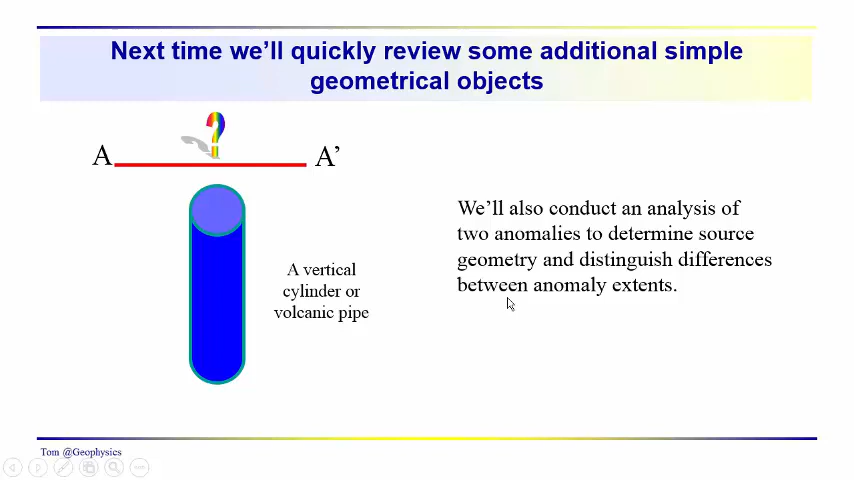 Next time we'll quickly review some additional simple
geometrical objects
?
A
A'
We'll also conduct an analysis of
two anomalies to determine source
geometry and distinguish differences
between anomaly extents.
A vertical
cylinder or
volcanic pipe
Tom @Geophysics